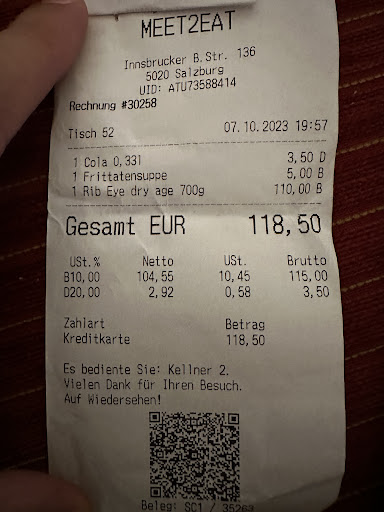 MEET2EAT
Innsbrucker B.Str. 136
5020 Salzburg
UID: ATU73588414
Rechnung #30258
Tisch 52 07.10.2023 19:57
1 Cola 0,33l 3,50 D
1 Frittatensuppe 5,00 B
1 Rib Eye dry age 700g 110,00 B
Gesamt EUR 118,50
USt.% Netto USt. Brutto
B10,00 104,55 10,45 115,00
D20,00 2,92 0,58 3,50
Zahlart Betrag
Kreditkarte 118,50
Es bediente Sie: Kellner 2.
Vielen Dank für Ihren Besuch.
Auf Wiedersehen!
Beleg: SC1 /